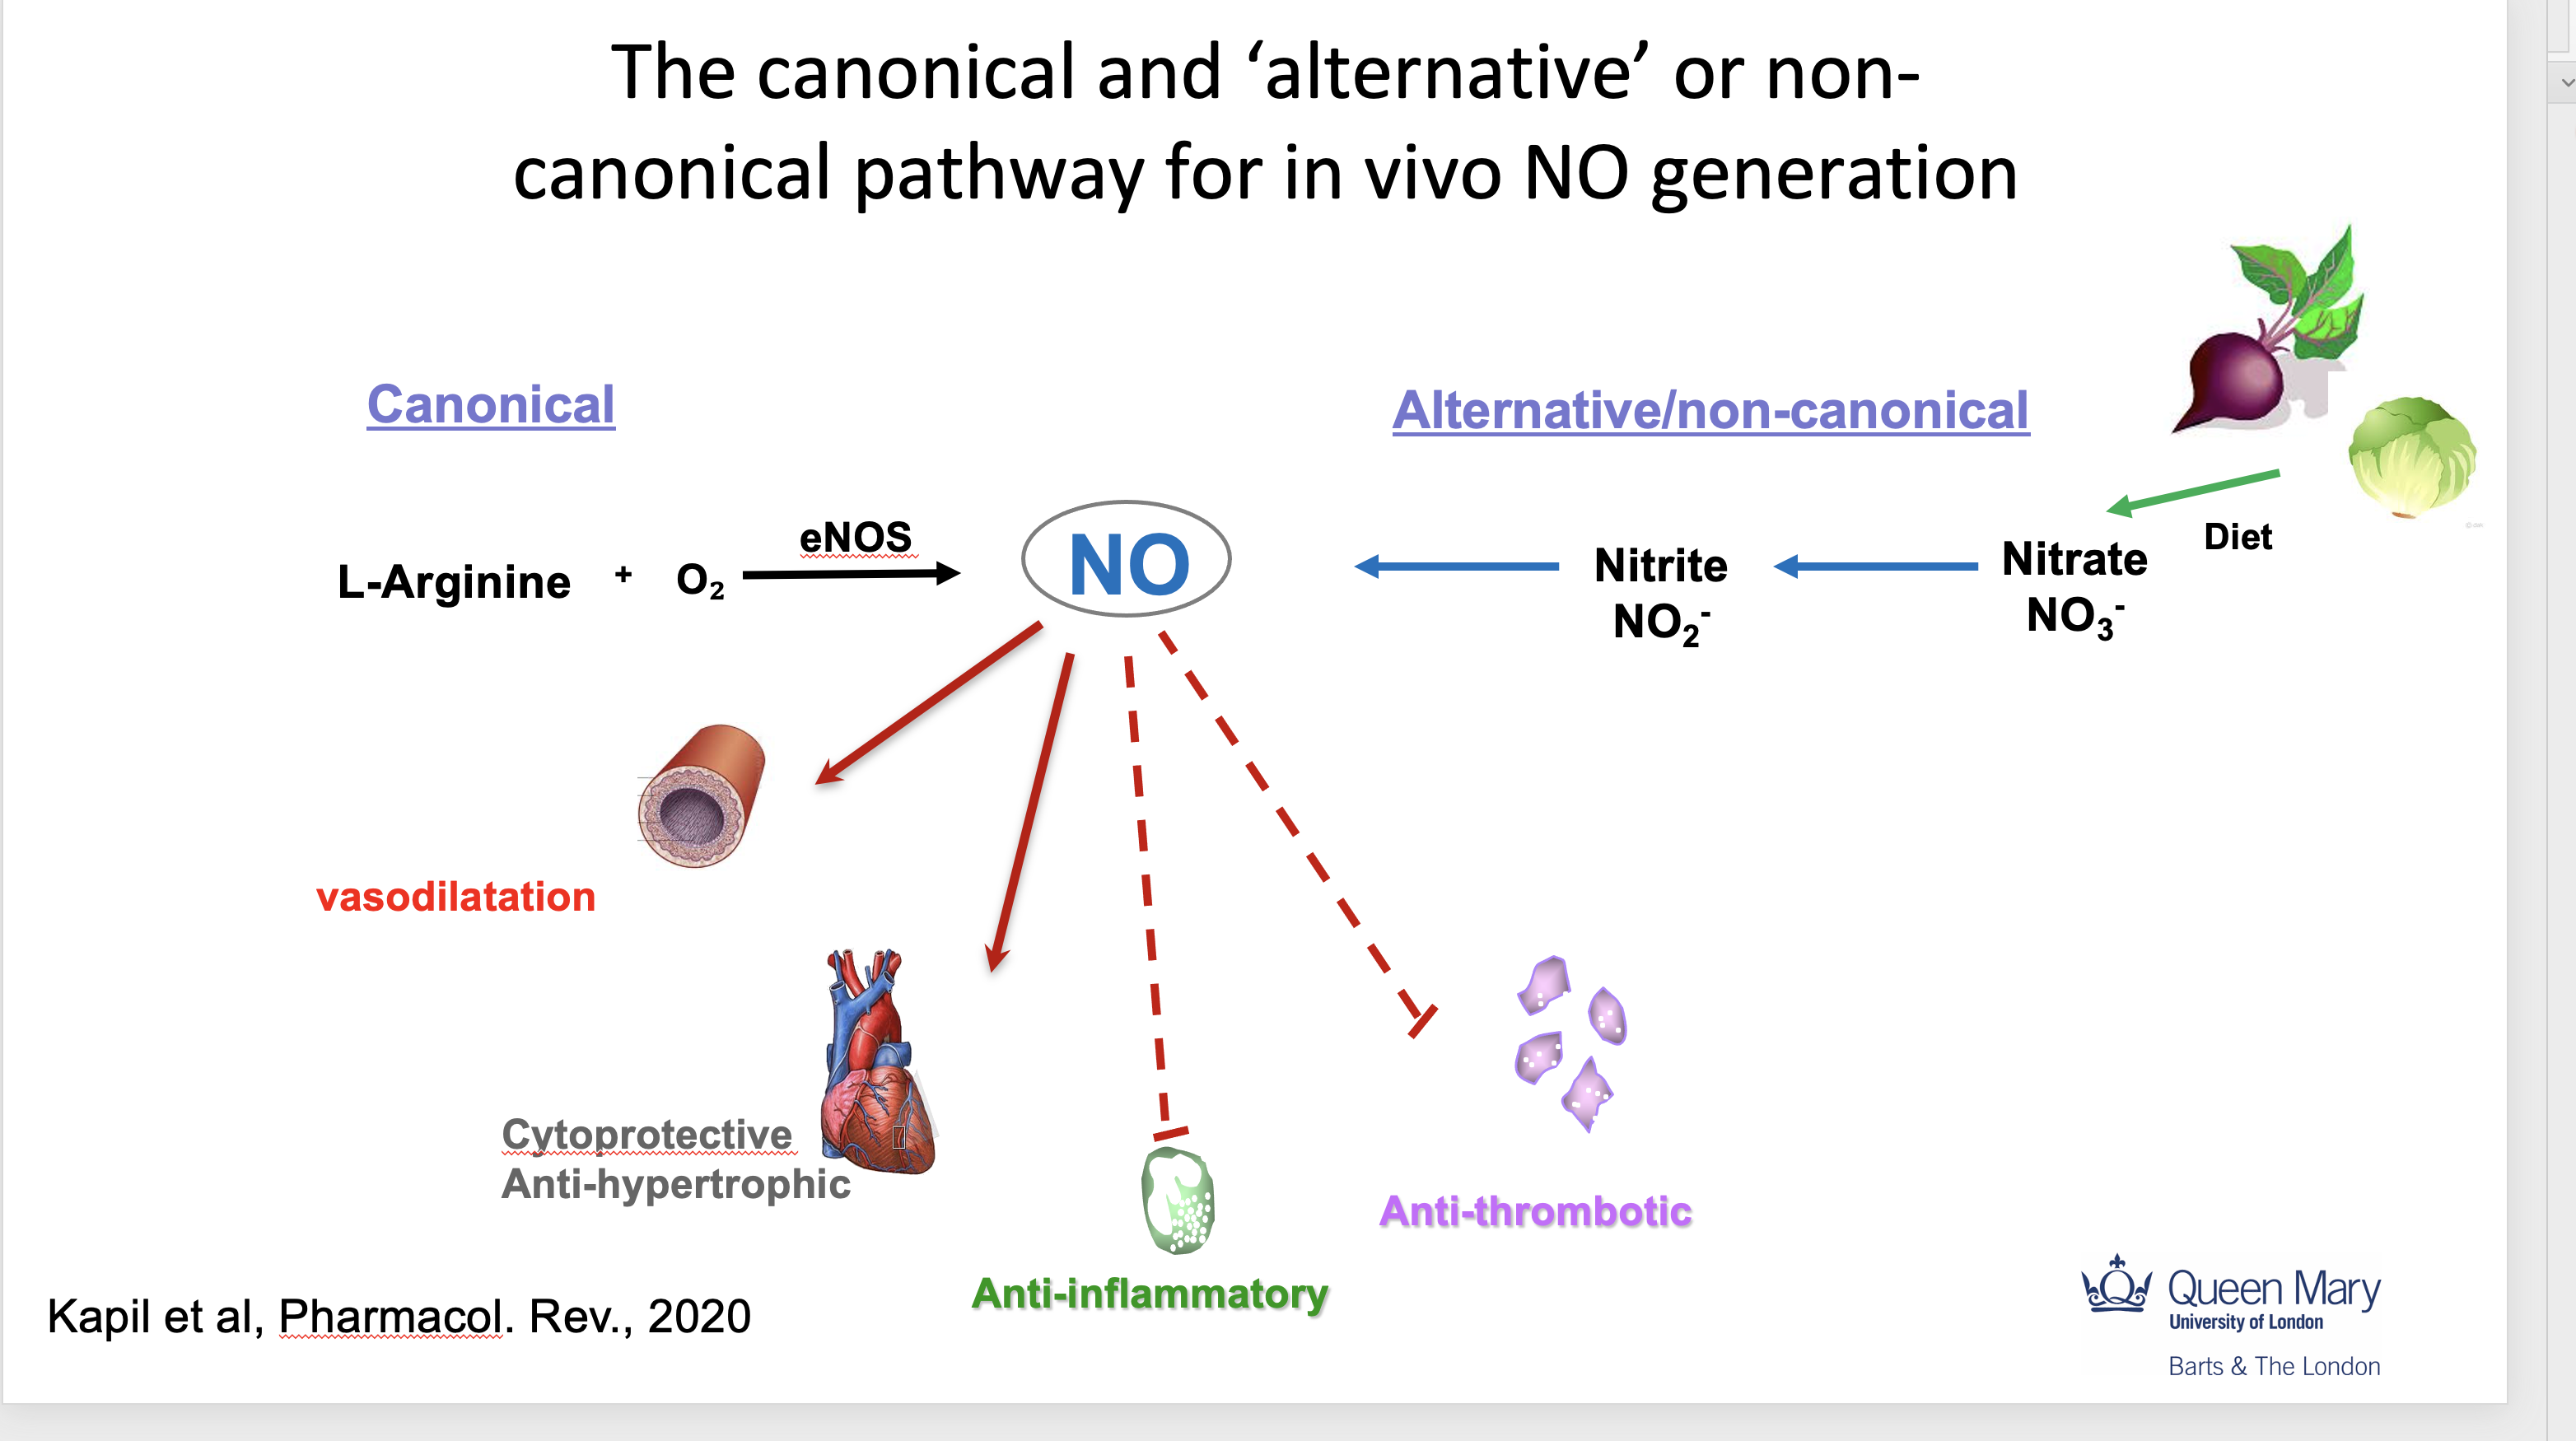 The canonical and ‘alternative’ or non-
canonical pathway for in vivo NO generation
Canonical
Alternative/non-canonical
L-Arginine + O₂
eNOS
NO
Nitrite
NO₂⁻
Nitrate
NO₃⁻
Diet
vasodilatation
Cytoprotective
Anti-hypertrophic
Anti-inflammatory
Anti-thrombotic
Kapil et al, Pharmacol. Rev., 2020
Queen Mary
University of London
Barts & The London